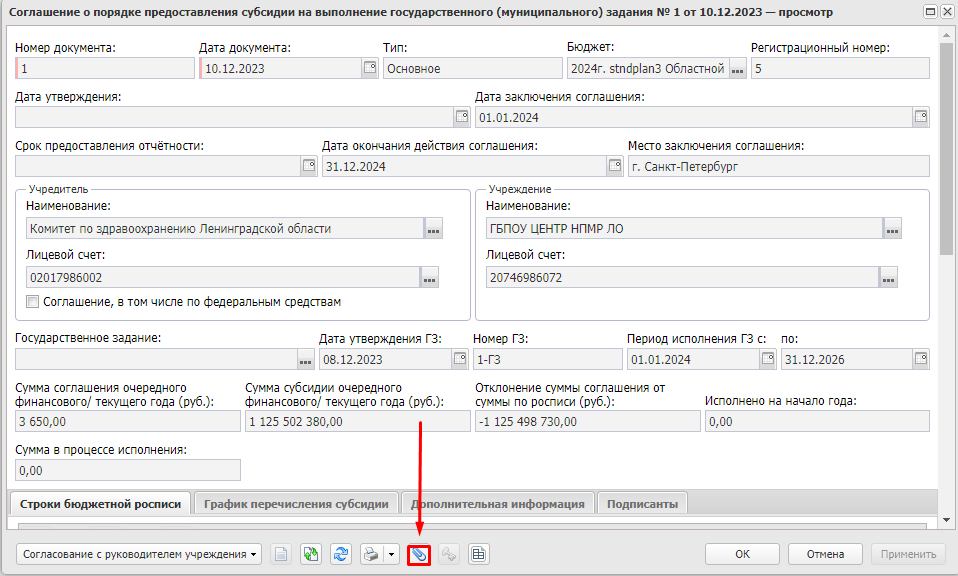 Соглашение о порядке предоставления субсидии на выполнение государственного (муниципального) задания № 1 от 10.12.2023 — просмотр
Номер документа: Дата документа: Тип: Бюджет: Регистрационный номер:
1 10.12.2023 Основное 2024г. stndplan3 Областной ... 5
Дата утверждения: Дата заключения соглашения:
01.01.2024
Срок предоставления отчётности: Дата окончания действия соглашения: Место заключения соглашения:
31.12.2024 г. Санкт-Петербург
Учредитель Учреждение
Наименование: Наименование:
Комитет по здравоохранению Ленинградской области ... ГБПОУ ЦЕНТР НПМР ЛО ...
Лицевой счет: Лицевой счет:
02017986002 ... 20746986072 ...
Соглашение, в том числе по федеральным средствам
Государственное задание: Дата утверждения ГЗ: Номер ГЗ: Период исполнения ГЗ с: по:
... 08.12.2023 1-ГЗ 01.01.2024 31.12.2026
Сумма соглашения очередного Сумма субсидии очередного Отклонение суммы соглашения от
финансового/ текущего года (руб.): финансового/ текущего года (руб.): суммы по росписи (руб.): Исполнено на начало года:
3 650,00 1 125 502 380,00 -1 125 498 730,00 0,00
Сумма в процессе исполнения:
0,00
Строки бюджетной росписи График перечисления субсидии Дополнительная информация Подписанты
Согласование с руководителем учреждения ОК Отмена Применить